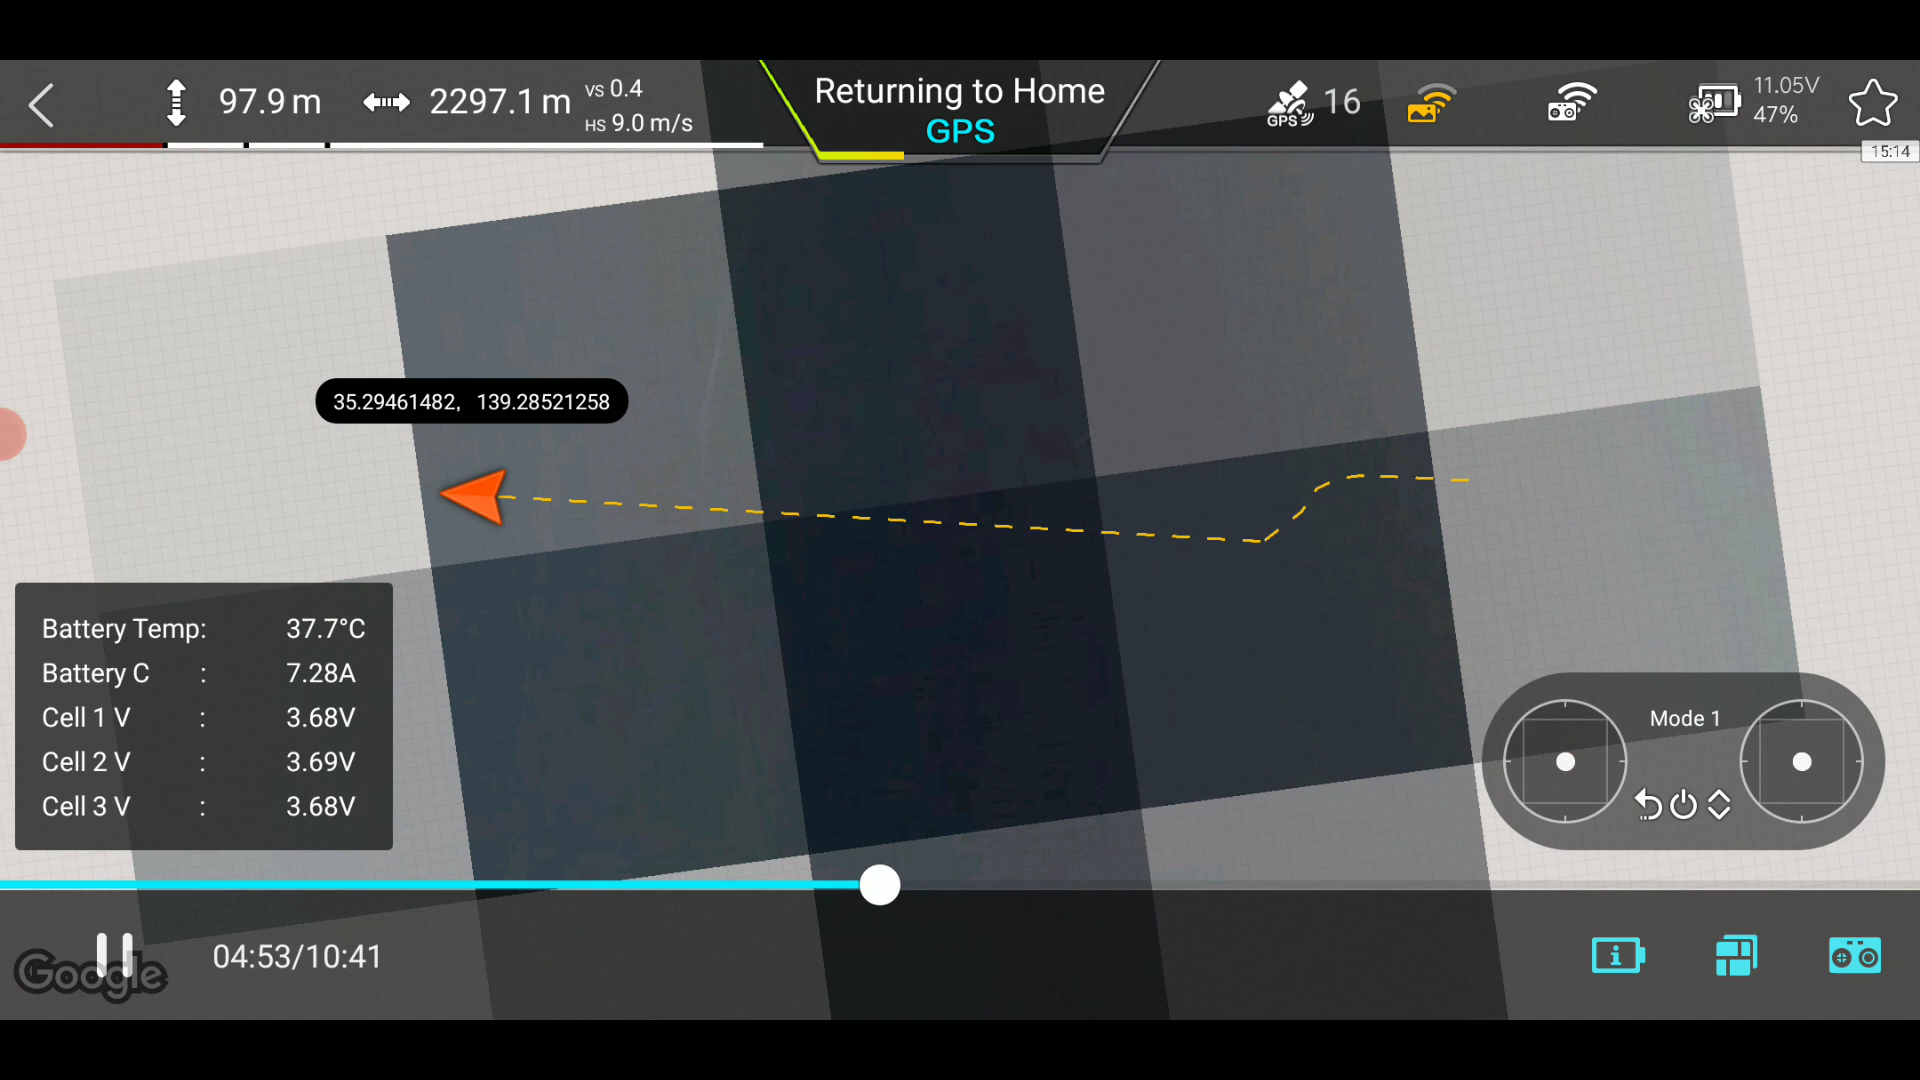 97.9 m
2297.1 m
VS 0.4
HS 9.0 m/s
Returning to Home
GPS
GPS
16
11.05V
47%
15:14
35.29461482, 139.28521258
Battery Temp: 37.7°C
Battery C : 7.28A
Cell 1 V : 3.68V
Cell 2 V : 3.69V
Cell 3 V : 3.68V
Mode 1
Google
04:53/10:41